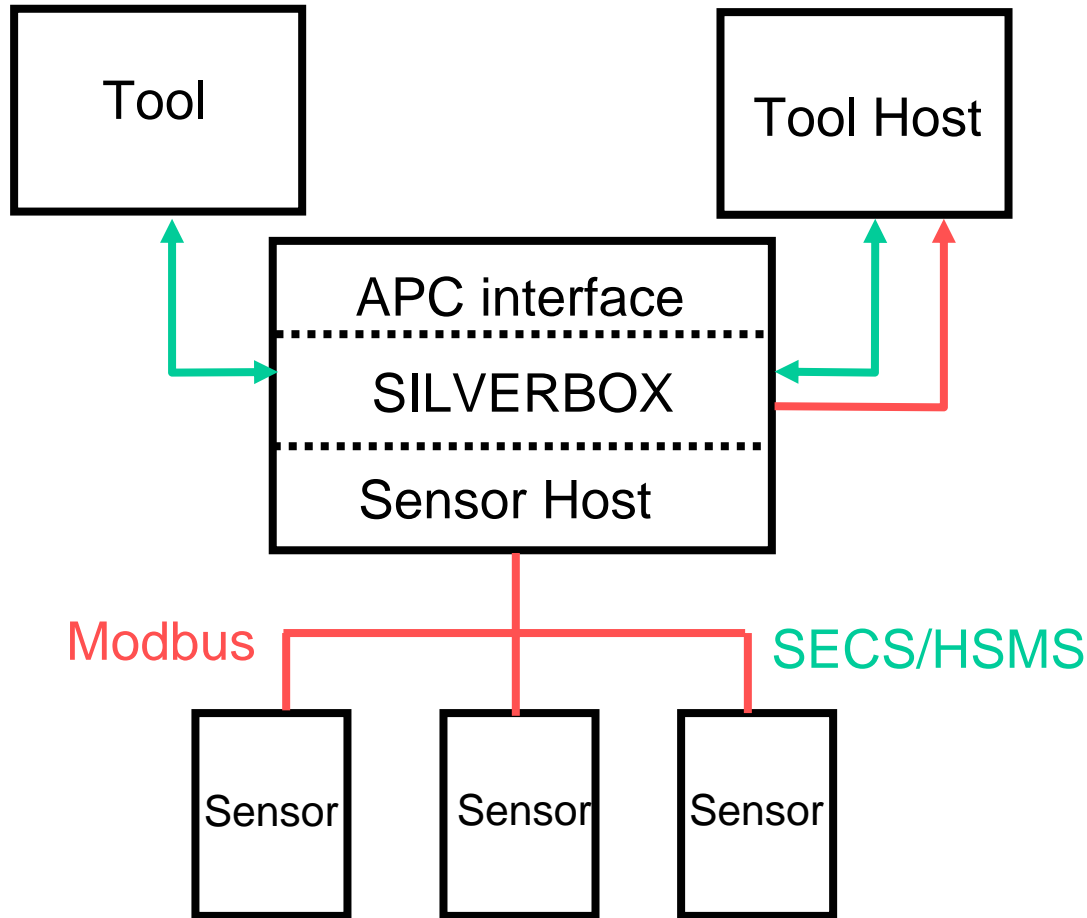 Tool
Tool Host
APC interface
SILVERBOX
Sensor Host
Modbus
SECS/HSMS
Sensor
Sensor
Sensor